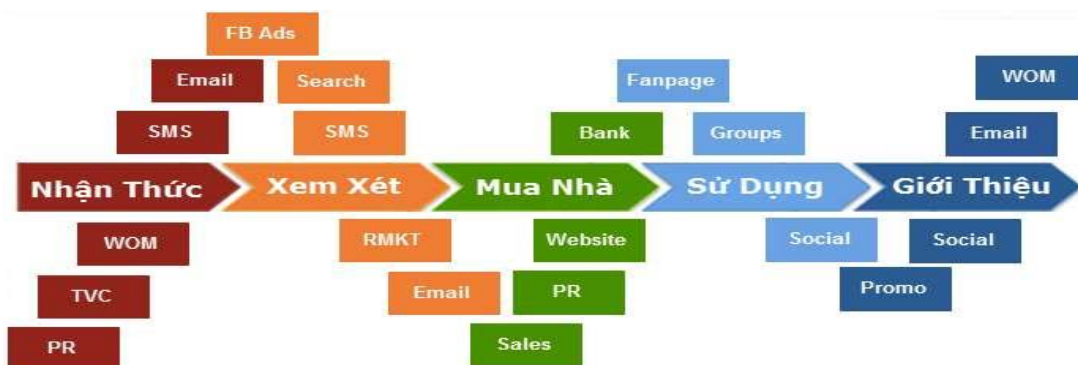 FB Ads
Email
Search
Fanpage
WOM
SMS
SMS
Bank
Groups
Email
Nhận Thức
Xem Xét
Mua Nhà
Sử Dụng
Giới Thiệu
WOM
RMKT
Website
Social
Social
TVC
Email
PR
Promo
PR
Sales